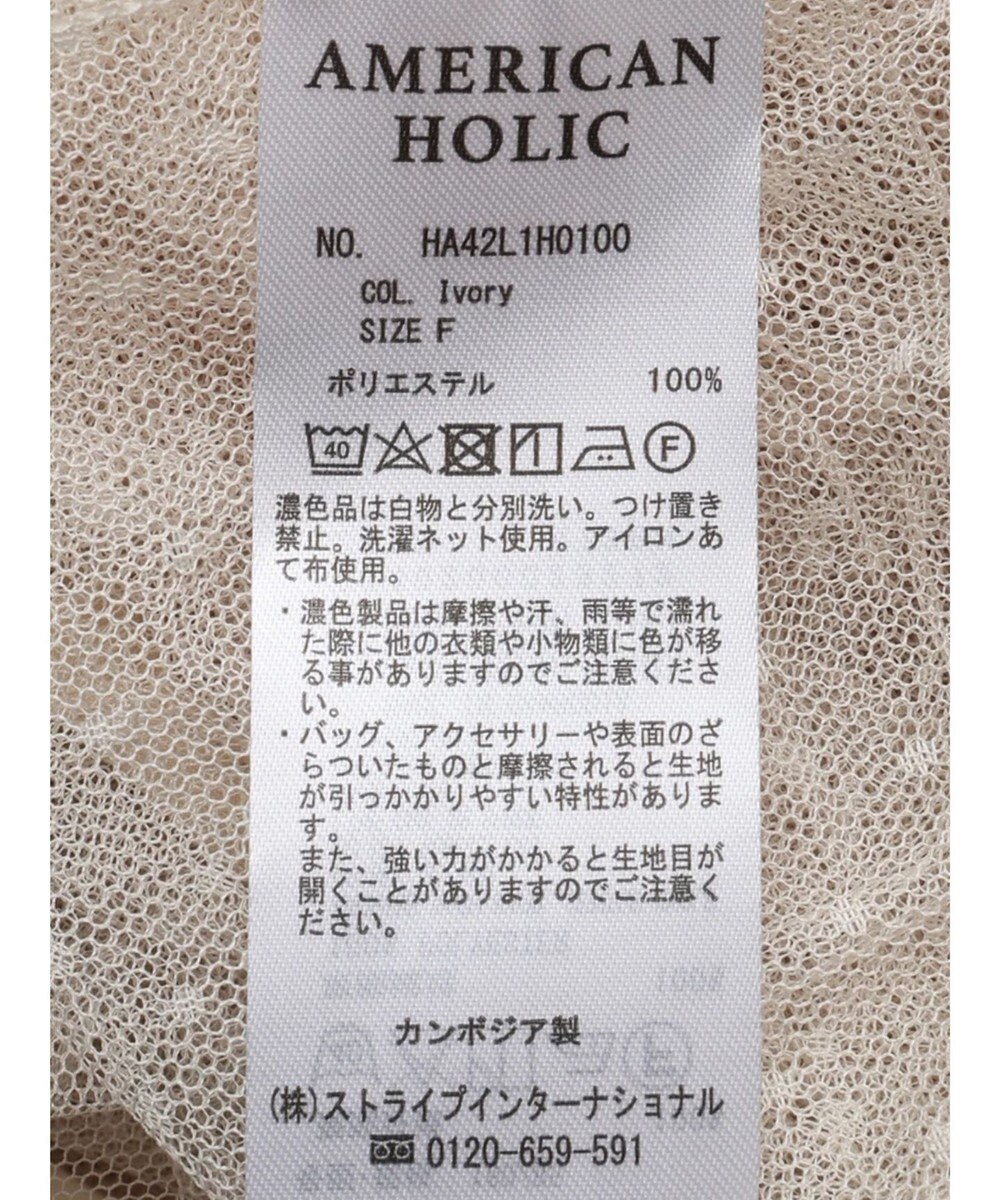 AMERICAN
HOLIC
NO. HA42L1H0100
COL. Ivory
SIZE F
ポリエステル 100%
40 F
濃色品は白物と分別洗い。つけ置き
禁止。洗濯ネット使用。アイロンあ
て布使用。
・濃色製品は摩擦や汗、雨等で濡れ
た際に他の衣類や小物類に色が移
る事がありますのでご注意くださ
い。
・バッグ、アクセサリーや表面のざ
らついたものと摩擦されると生地
が引っかかりやすい特性がありま
す。
また、強い力がかかると生地目が
開くことがありますのでご注意く
ださい。
カンボジア製
(株)ストライプインターナショナル
0120-659-591